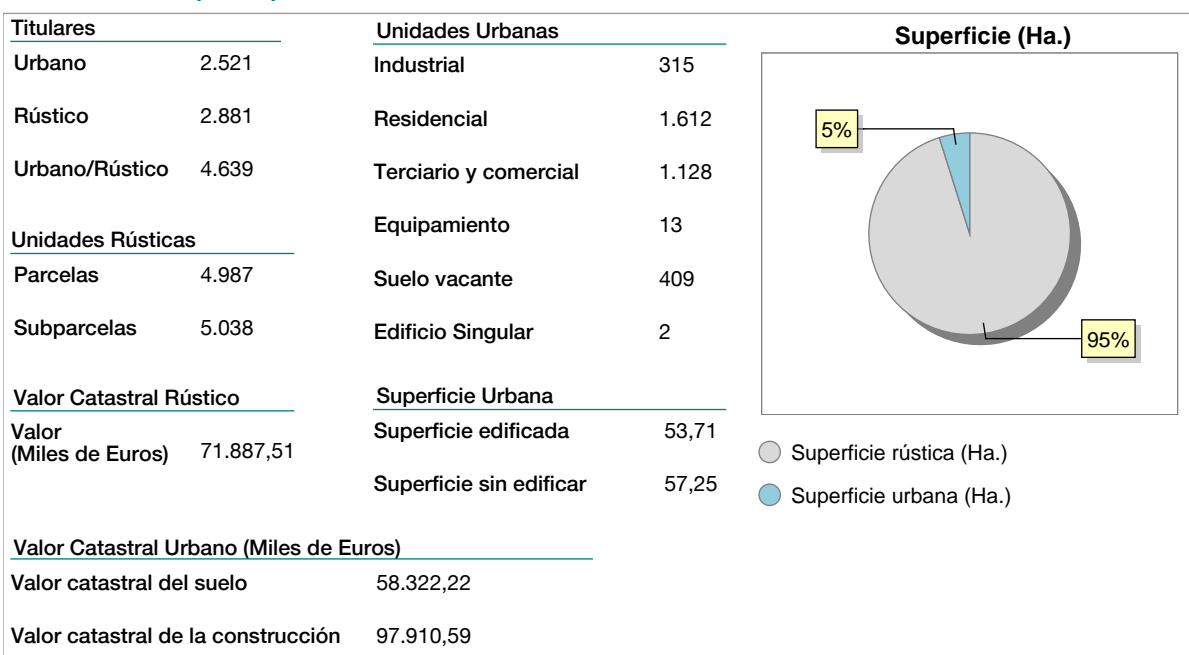 Titulares
Urbano 2.521
Rústico 2.881
Urbano/Rústico 4.639
Unidades Rústicas
Parcelas 4.987
Subparcelas 5.038
Valor Catastral Rústico
Valor
(Miles de Euros) 71.887,51
Unidades Urbanas
Industrial 315
Residencial 1.612
Terciario y comercial 1.128
Equipamiento 13
Suelo vacante 409
Edificio Singular 2
Superficie Urbana
Superficie edificada 53,71
Superficie sin edificar 57,25
Valor Catastral Urbano (Miles de Euros)
Valor catastral del suelo 58.322,22
Valor catastral de la construcción 97.910,59
Superficie (Ha.)
5%
95%
Superficie rústica (Ha.)
Superficie urbana (Ha.)